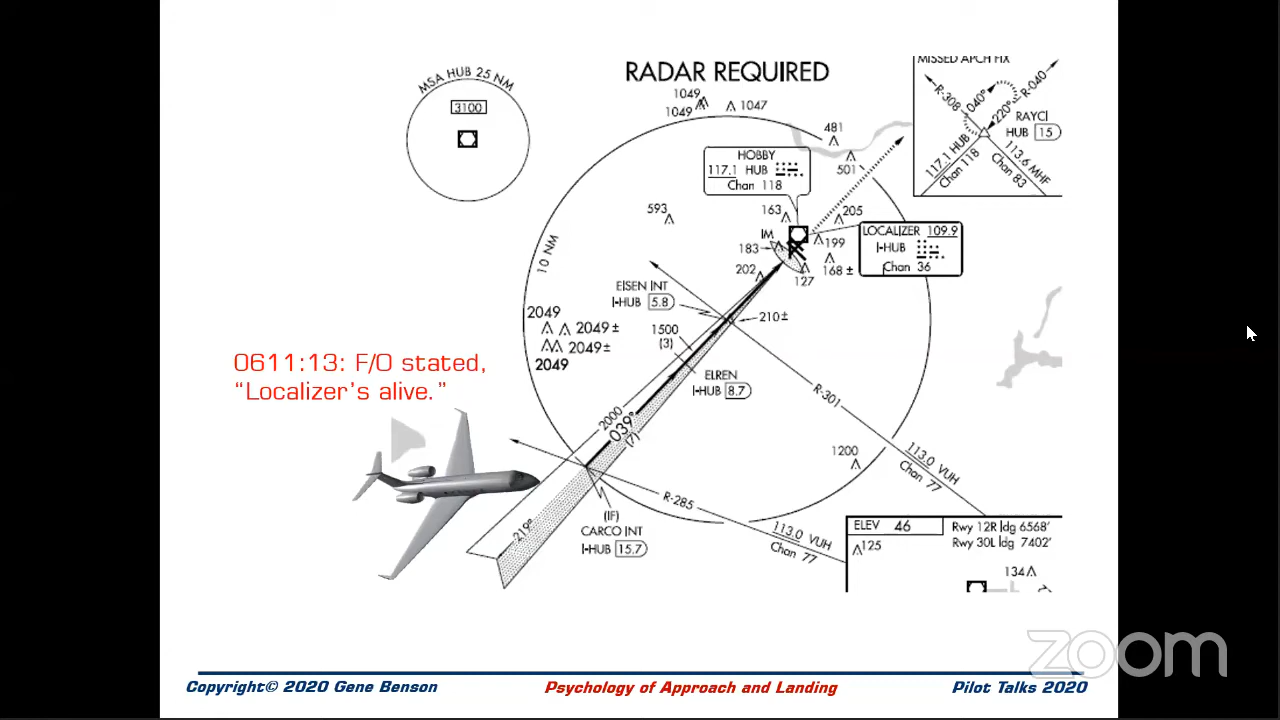 RADAR REQUIRED
MSA HUB 25 NM
3100
1049
1049
1047
481
501
MISSED APCH FIX
R-308
040°
R-040
220°
RAYCI
HUB 15
117.1 HUB
Chan 118
113.6 MHF
Chan 83
HOBBY
117.1 HUB
Chan 118
593
163
205
IM
183
199
202
127
168 ±
LOCALIZER 109.9
I-HUB
Chan 36
10 NM
EISEN INT
I-HUB 5.8
210±
2049
2049 ±
2049 ±
2049
1500
(3)
ELREN
I-HUB 8.7
R-301
0611:13: F/O stated,
“Localizer’s alive.”
2000
039°
(7)
1200
113.0 VUH
Chan 77
R-285
219°
(IF)
CARCO INT
I-HUB 15.7
113.0 VUH
Chan 77
ELEV 46
Rwy 12R ldg 6568'
Rwy 30L ldg 7402'
125
134
zoom
Copyright© 2020 Gene Benson
Psychology of Approach and Landing
Pilot Talks 2020